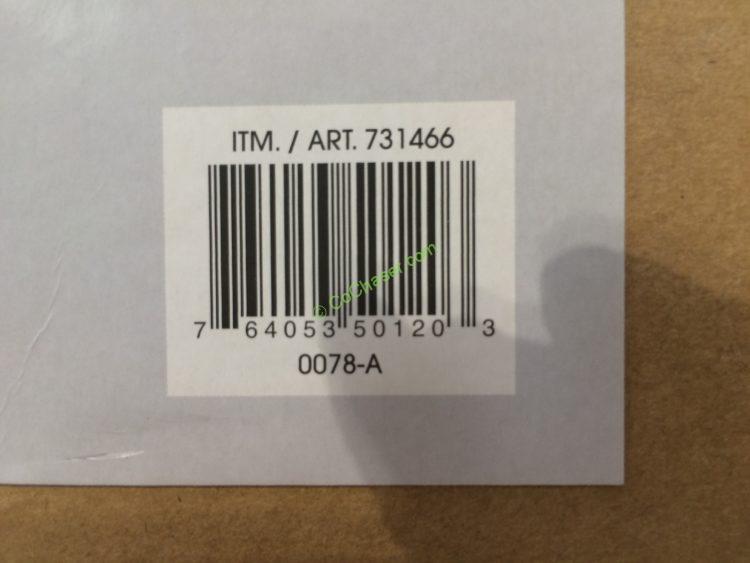 ITM. / ART. 731466
© CoChaser.com
7 64053 50120 3
0078-A